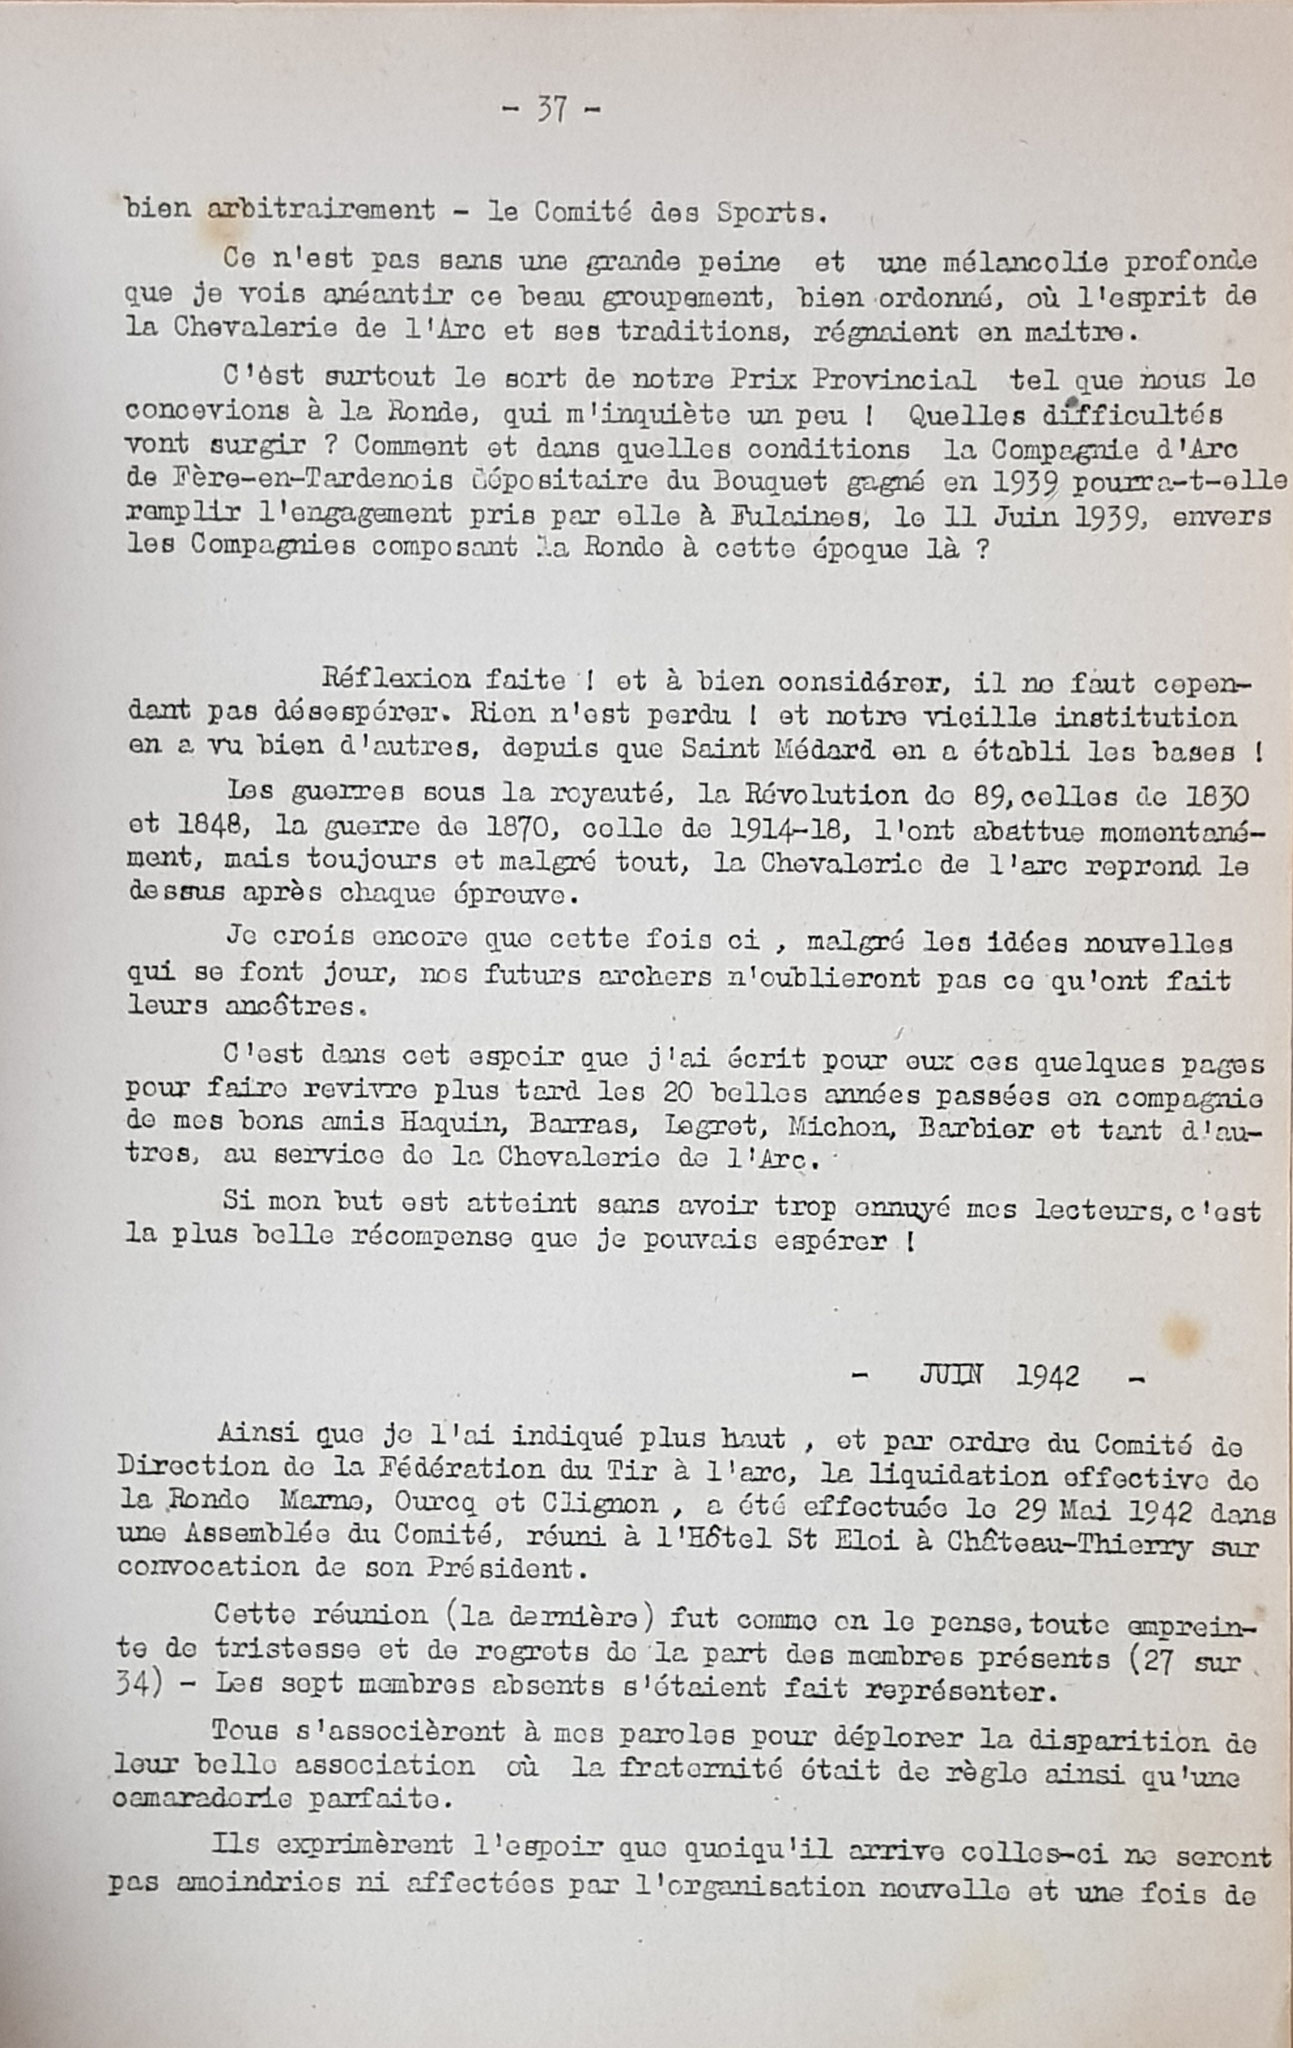 - 37 -
bien arbitrairement - le Comité des Sports.
Ce n'est pas sans une grande peine et une mélancolie profonde
que je vois anéantir ce beau groupement, bien ordonné, où l'esprit de
la Chevalerie de l'Arc et ses traditions, régnaient en maitre.
C'est surtout le sort de notre Prix Provincial tel que nous le
concevions à la Ronde, qui m'inquiète un peu ! Quelles difficultés
vont surgir ? Comment et dans quelles conditions la Compagnie d'Arc
de Fère-en-Tardenois dépositaire du Bouquet gagné en 1939 pourra-t-elle
remplir l'engagement pris par elle à Fulaines, le 11 Juin 1939, envers
les Compagnies composant la Ronde à cette époque là ?
Réflexion faite ! et à bien considérer, il ne faut cepen-
dant pas désespérer. Rien n'est perdu ! et notre vieille institution
en a vu bien d'autres, depuis que Saint Médard en a établi les bases !
Les guerres sous la royauté, la Révolution de 89, celles de 1830
et 1848, la guerre de 1870, celle de 1914-18, l'ont abattue momentané-
ment, mais toujours et malgré tout, la Chevalerie de l'arc reprend le
dessus après chaque épreuve.
Je crois encore que cette fois ci , malgré les idées nouvelles
qui se font jour, nos futurs archers n'oublieront pas ce qu'ont fait
leurs ancêtres.
C'est dans cet espoir que j'ai écrit pour eux ces quelques pages
pour faire revivre plus tard les 20 belles années passées en compagnie
de mes bons amis Haquin, Barras, Legret, Michon, Barbier et tant d'au-
tres, au service de la Chevalerie de l'Arc.
Si mon but est atteint sans avoir trop ennuyé mes lecteurs, c'est
la plus belle récompense que je pouvais espérer !
- JUIN 1942 -
Ainsi que je l'ai indiqué plus haut , et par ordre du Comité de
Direction de la Fédération du Tir à l'arc, la liquidation effective de
la Ronde Marne, Ourcq et Clignon , a été effectuée le 29 Mai 1942 dans
une Assemblée du Comité, réuni à l'Hôtel St Eloi à Château-Thierry sur
convocation de son Président.
Cette réunion (la dernière) fut comme on le pense, toute emprein-
te de tristesse et de regrets de la part des membres présents (27 sur
34) - Les sept membres absents s'étaient fait représenter.
Tous s'associèrent à mes paroles pour déplorer la disparition de
leur belle association où la fraternité était de règle ainsi qu'une
camaraderie parfaite.
Ils exprimèrent l'espoir que quoiqu'il arrive celles-ci ne seront
pas amoindries ni affectées par l'organisation nouvelle et une fois de